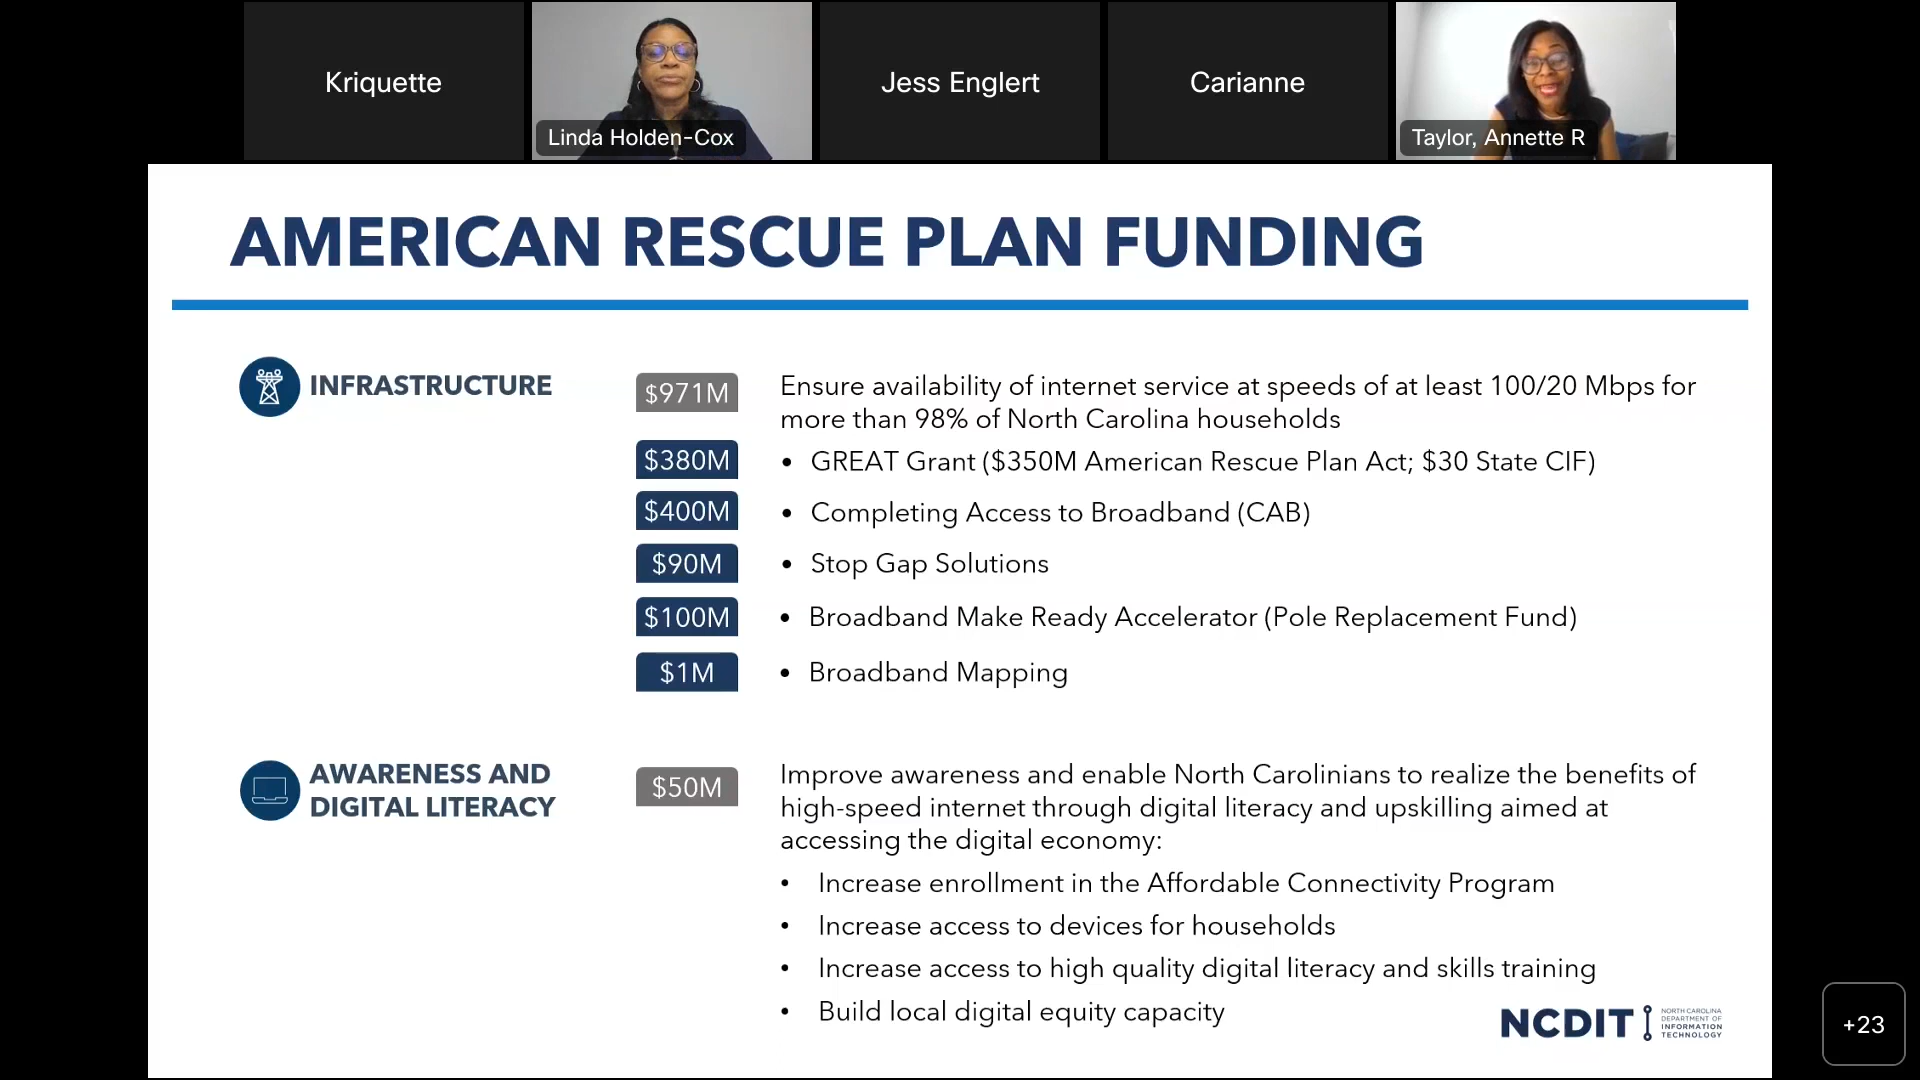 Kriquette
Linda Holden-Cox
Jess Englert
Carianne
Taylor, Annette R
AMERICAN RESCUE PLAN FUNDING
INFRASTRUCTURE
$971M
Ensure availability of internet service at speeds of at least 100/20 Mbps for
more than 98% of North Carolina households
$380M
• GREAT Grant ($350M American Rescue Plan Act; $30 State CIF)
$400M
• Completing Access to Broadband (CAB)
$90M
• Stop Gap Solutions
$100M
• Broadband Make Ready Accelerator (Pole Replacement Fund)
$1M
• Broadband Mapping
AWARENESS AND
DIGITAL LITERACY
$50M
Improve awareness and enable North Carolinians to realize the benefits of
high-speed internet through digital literacy and upskilling aimed at
accessing the digital economy:
• Increase enrollment in the Affordable Connectivity Program
• Increase access to devices for households
• Increase access to high quality digital literacy and skills training
• Build local digital equity capacity
NCDIT
NORTH CAROLINA
DEPARTMENT OF
INFORMATION
TECHNOLOGY
+23